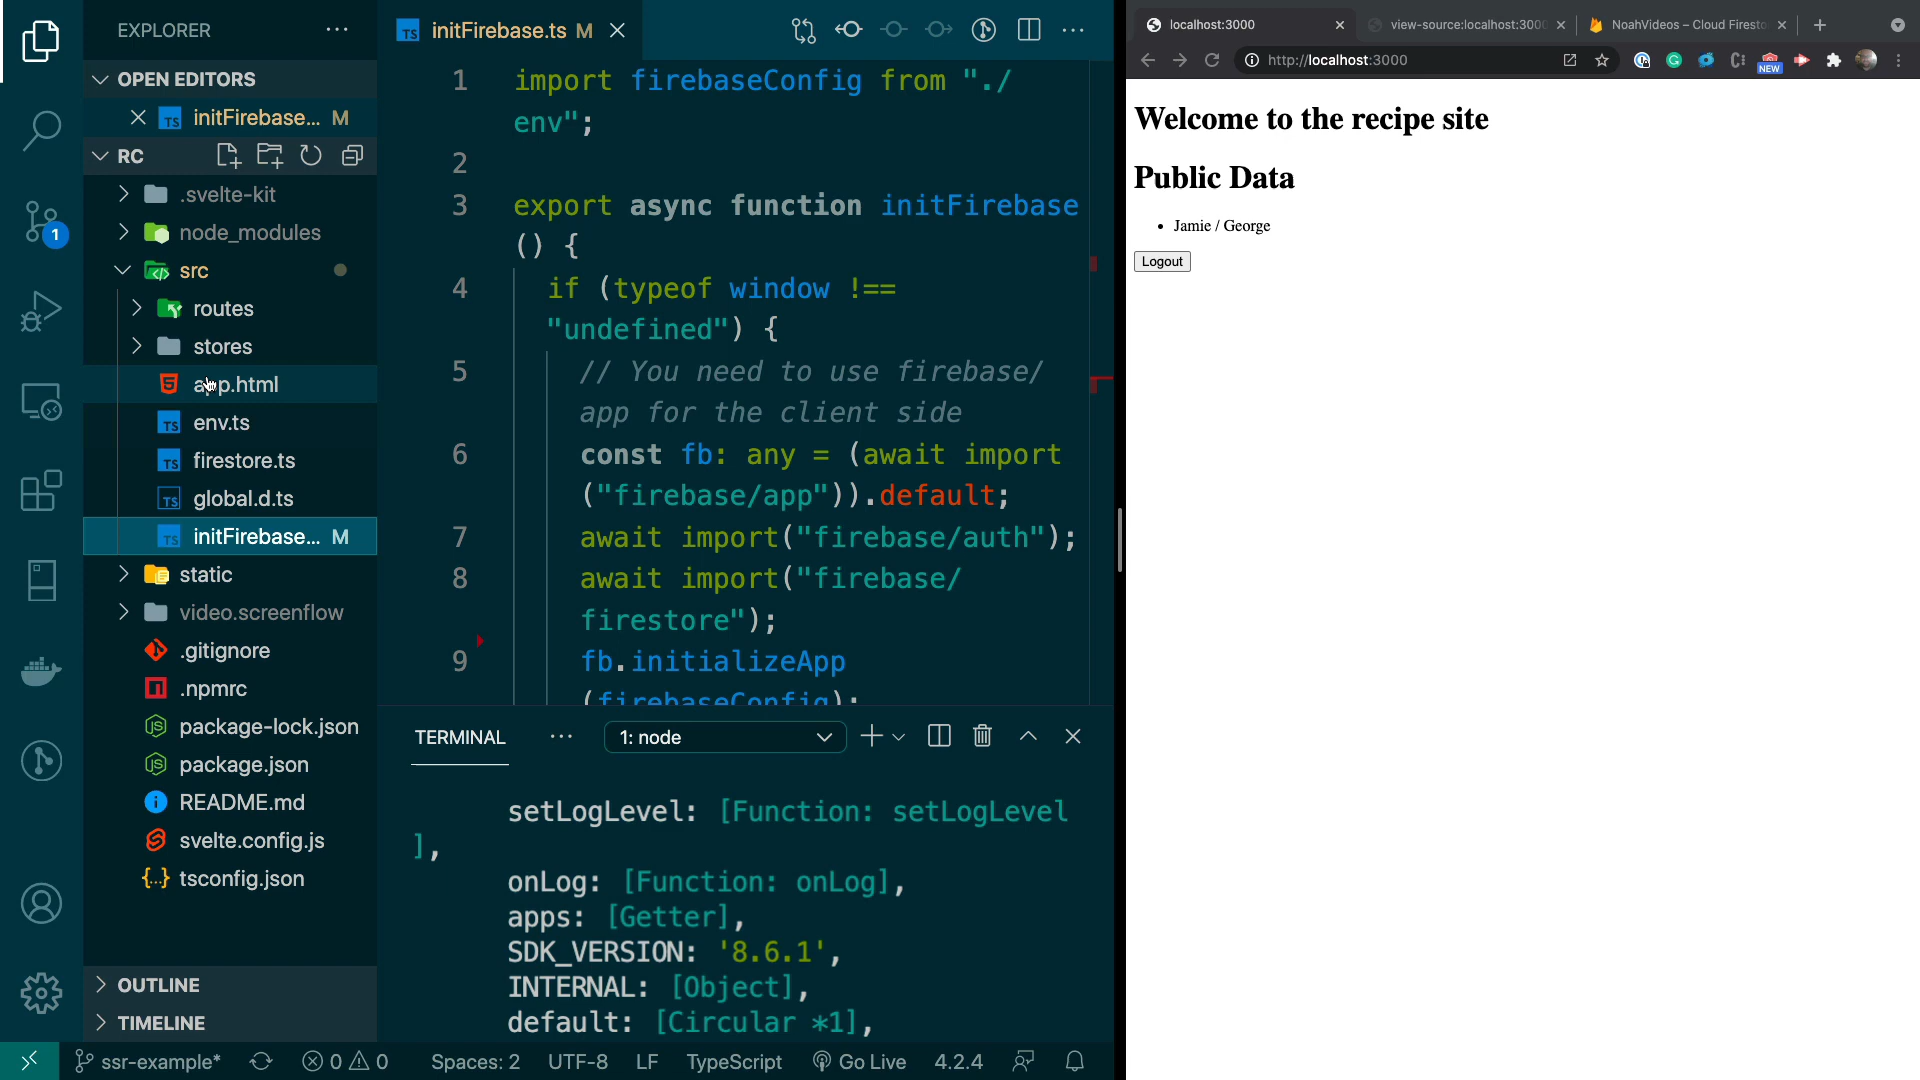 EXPLORER
OPEN EDITORS
initFirebase... M
RC
.svelte-kit
node_modules
src
routes
stores
app.html
env.ts
firestore.ts
global.d.ts
initFirebase... M
static
video.screenflow
.gitignore
.npmrc
package-lock.json
package.json
README.md
svelte.config.js
tsconfig.json
OUTLINE
TIMELINE
initFirebase.ts M
1 import firebaseConfig from "./
env";
2
3 export async function initFirebase
() {
4 if (typeof window !==
"undefined") {
5 // You need to use firebase/
app for the client side
6 const fb: any = (await import
("firebase/app")).default;
7 await import("firebase/auth");
8 await import("firebase/
firestore");
9 fb.initializeApp
(firebaseConfig);
TERMINAL
1: node
setLogLevel: [Function: setLogLevel
],
onLog: [Function: onLog],
apps: [Getter],
SDK_VERSION: '8.6.1',
INTERNAL: [Object],
default: [Circular *1],
1
ssr-example*
0
0
Spaces: 2
UTF-8
LF
TypeScript
Go Live
4.2.4
localhost:3000
view-source:localhost:3000
NoahVideos – Cloud Firesto
http://localhost:3000
NEW
Welcome to the recipe site
Public Data
• Jamie / George
Logout